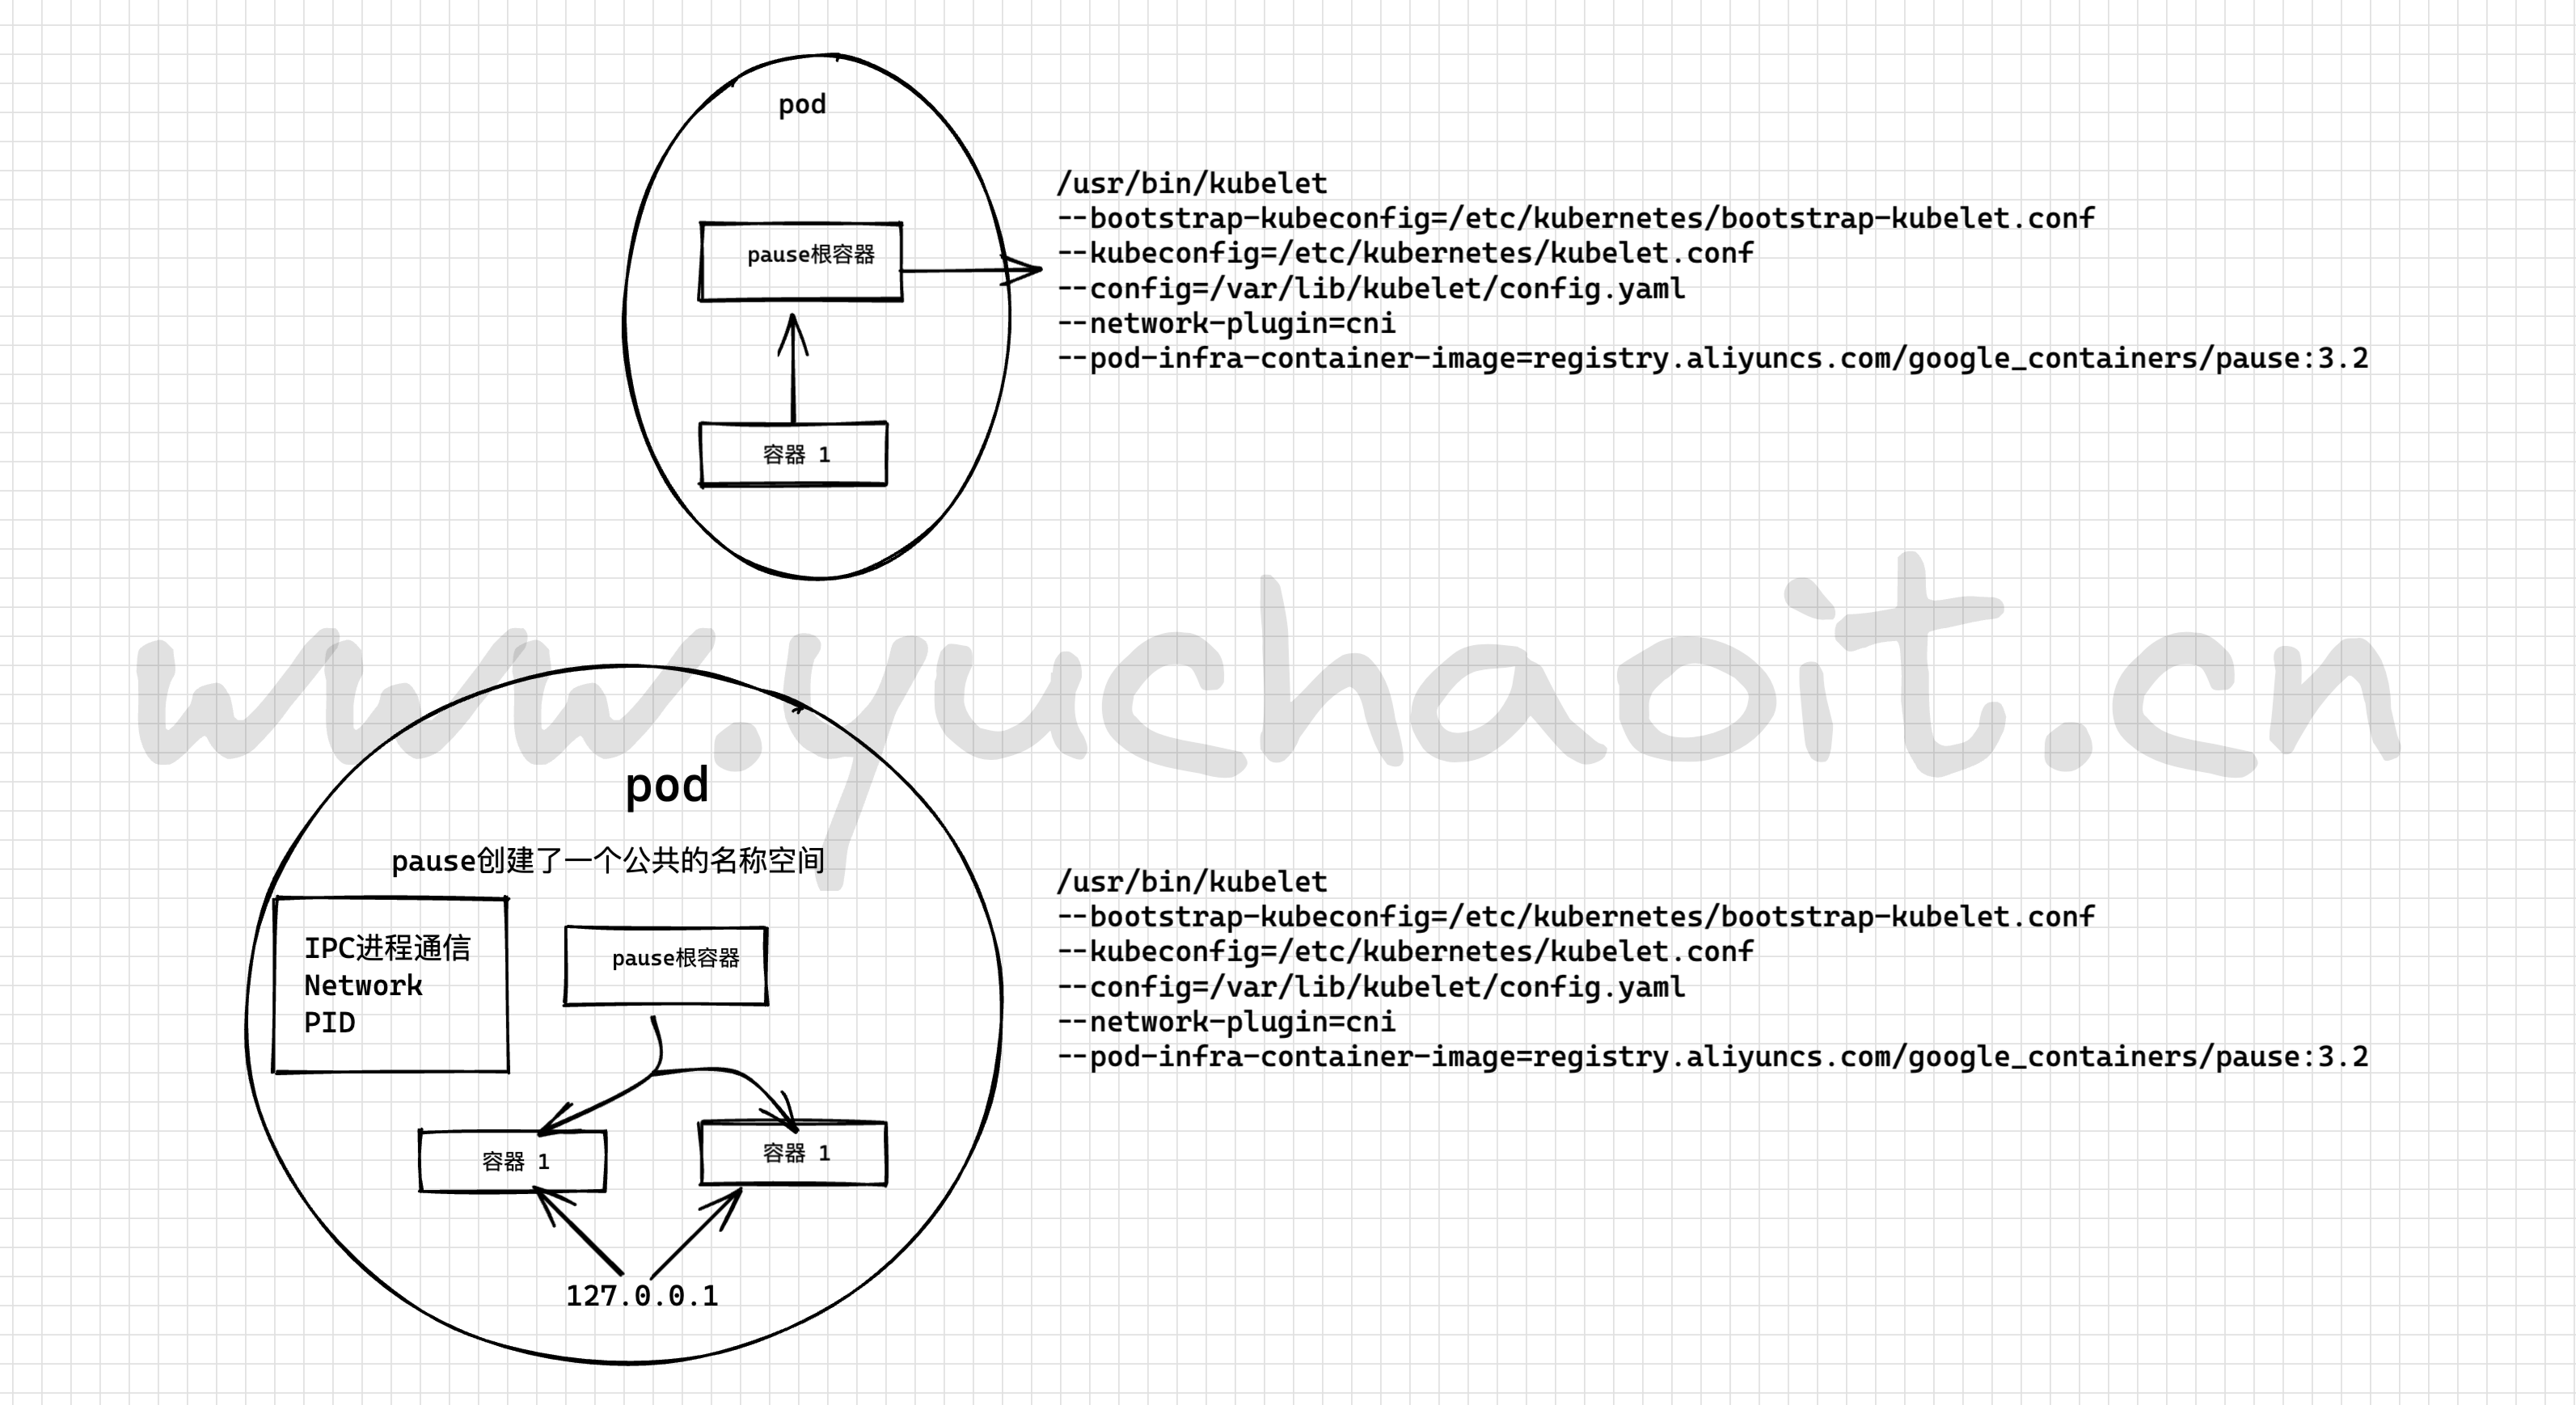 pod
pause根容器
容器 1
/usr/bin/kubelet
--bootstrap-kubeconfig=/etc/kubernetes/bootstrap-kubelet.conf
--kubeconfig=/etc/kubernetes/kubelet.conf
--config=/var/lib/kubelet/config.yaml
--network-plugin=cni
--pod-infra-container-image=registry.aliyuncs.com/google_containers/pause:3.2
www.yuchaoit.cn
pod
pause创建了一个公共的名称空间
IPC进程通信
Network
PID
pause根容器
容器 1
容器 1
127.0.0.1
/usr/bin/kubelet
--bootstrap-kubeconfig=/etc/kubernetes/bootstrap-kubelet.conf
--kubeconfig=/etc/kubernetes/kubelet.conf
--config=/var/lib/kubelet/config.yaml
--network-plugin=cni
--pod-infra-container-image=registry.aliyuncs.com/google_containers/pause:3.2